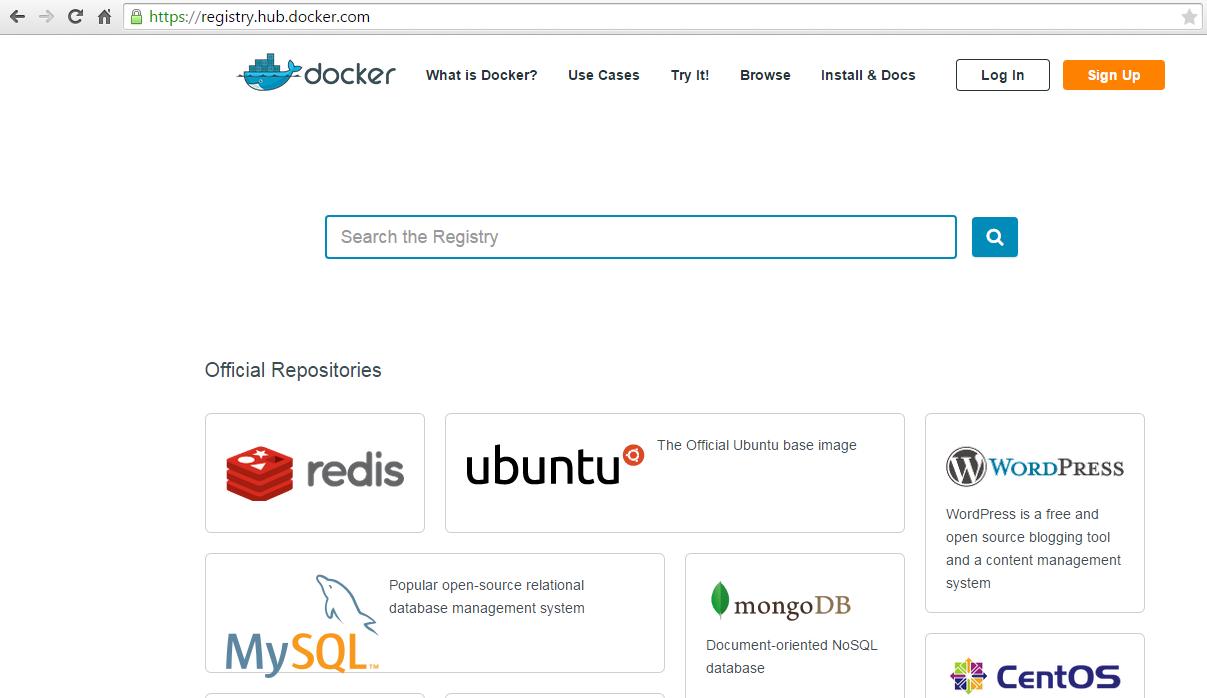 https://registry.hub.docker.com
docker
What is Docker?
Use Cases
Try It!
Browse
Install & Docs
Log In
Sign Up
Search the Registry
Official Repositories
redis
ubuntu
The Official Ubuntu base image
WORDPRESS
WordPress is a free and
open source blogging tool
and a content management
system
MySQL™
Popular open-source relational
database management system
mongoDB
Document-oriented NoSQL
database
CentOS